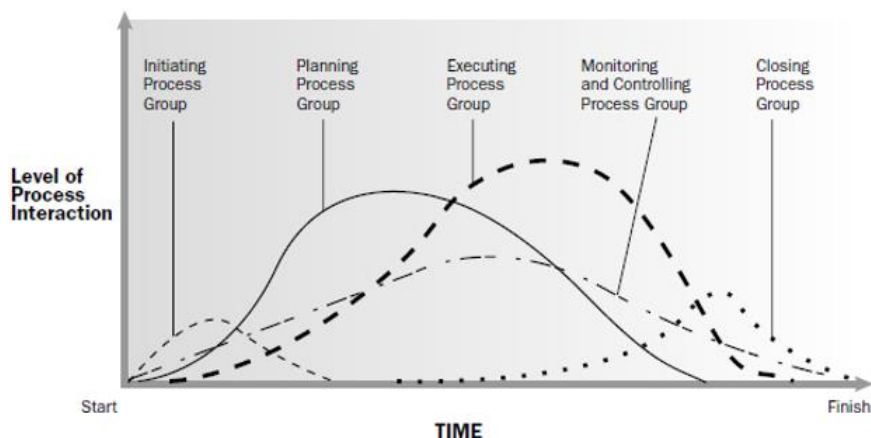 Initiating
Process
Group
Planning
Process
Group
Executing
Process
Group
Monitoring
and Controlling
Process Group
Closing
Process
Group
Level of
Process
Interaction
Start
Finish
TIME